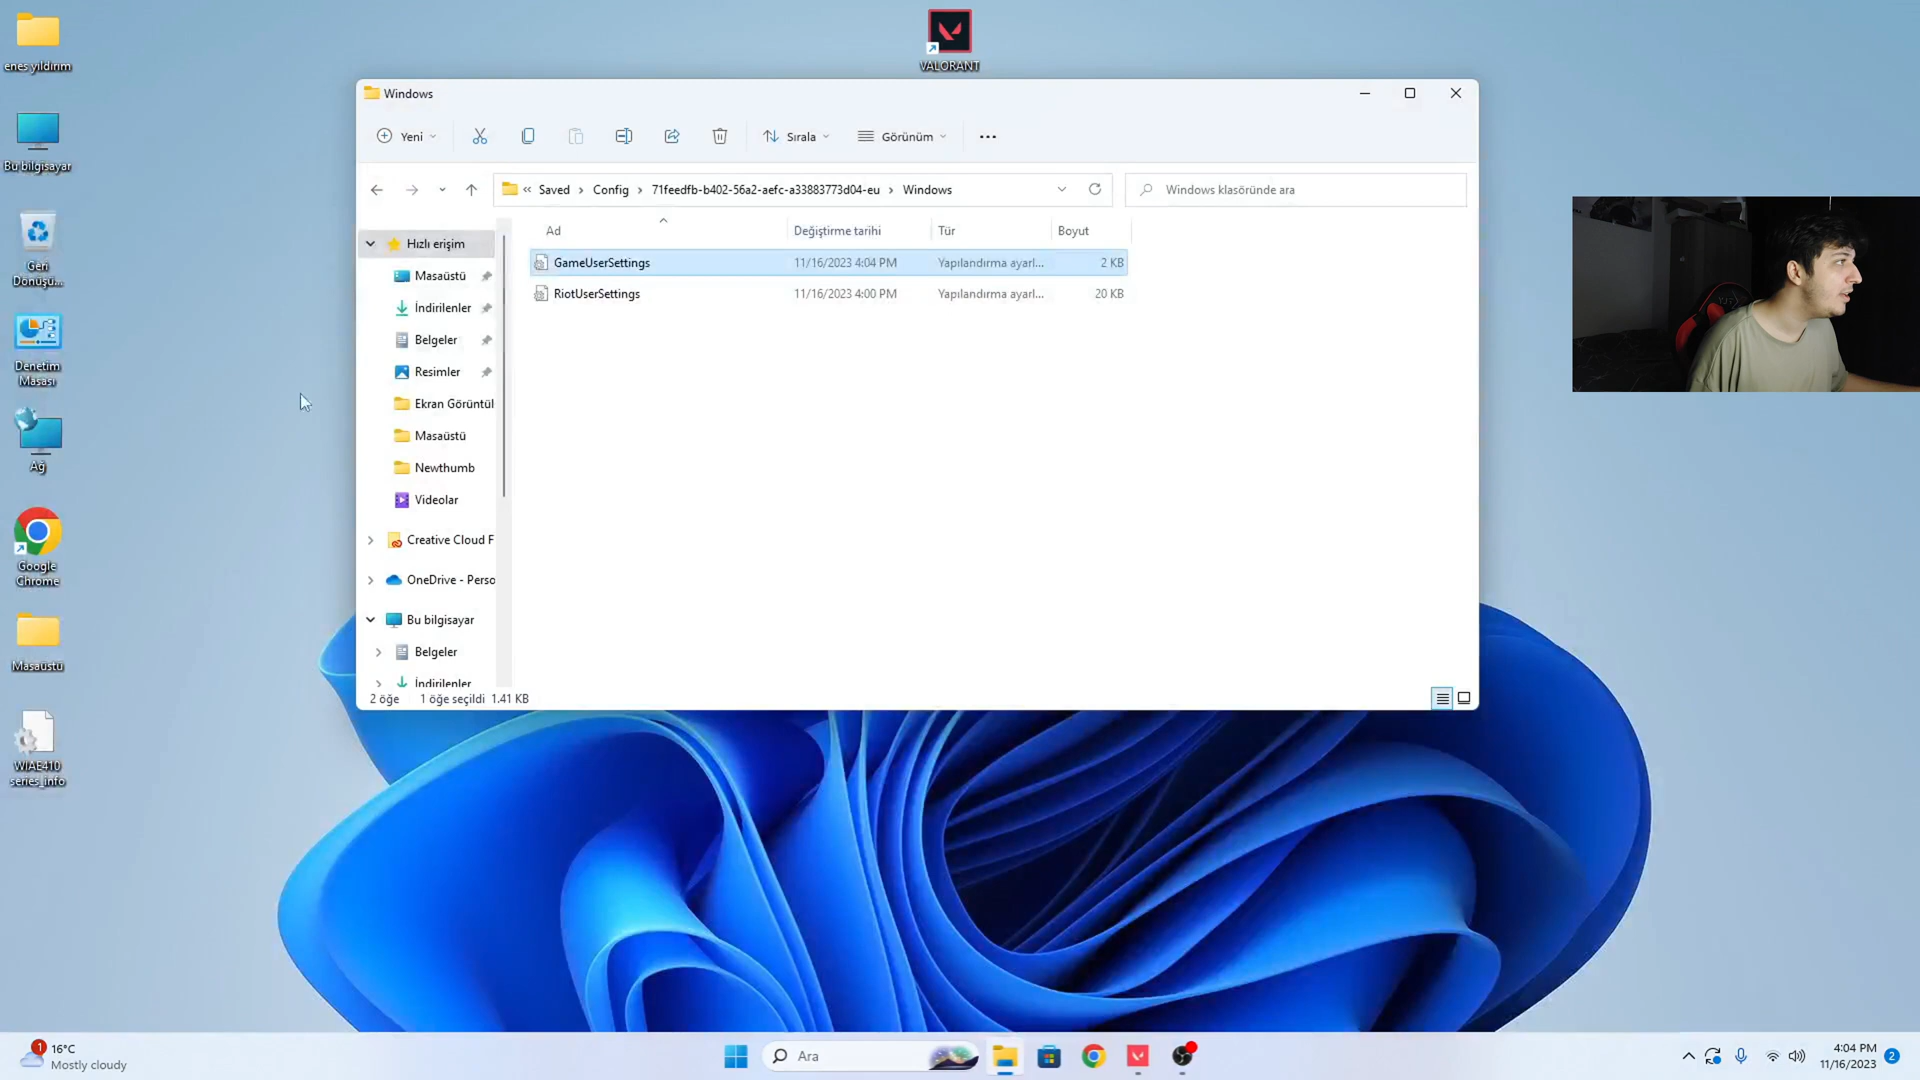 enes yıldırım
Bu bilgisayar
Geri
Dönüşü...
Denetim
Masası
Ağ
Google
Chrome
Masaüstü
WIAE410
series_info
VALORANT
Windows
Yeni
Sırala
Görünüm
« Saved › Config › 71feedfb-b402-56a2-aefc-a33883773d04-eu › Windows
Windows klasöründe ara
Ad Değiştirme tarihi Tür Boyut
GameUserSettings 11/16/2023 4:04 PM Yapılandırma ayarl... 2 KB
RiotUserSettings 11/16/2023 4:00 PM Yapılandırma ayarl... 20 KB
Hızlı erişim
Masaüstü
İndirilenler
Belgeler
Resimler
Ekran Görüntül
Masaüstü
Newthumb
Videolar
Creative Cloud F
OneDrive - Perso
Bu bilgisayar
Belgeler
İndirilenler
2 öğe 1 öğe seçildi 1.41 KB
1
16°C
Mostly cloudy
Ara
4:04 PM
11/16/2023
2